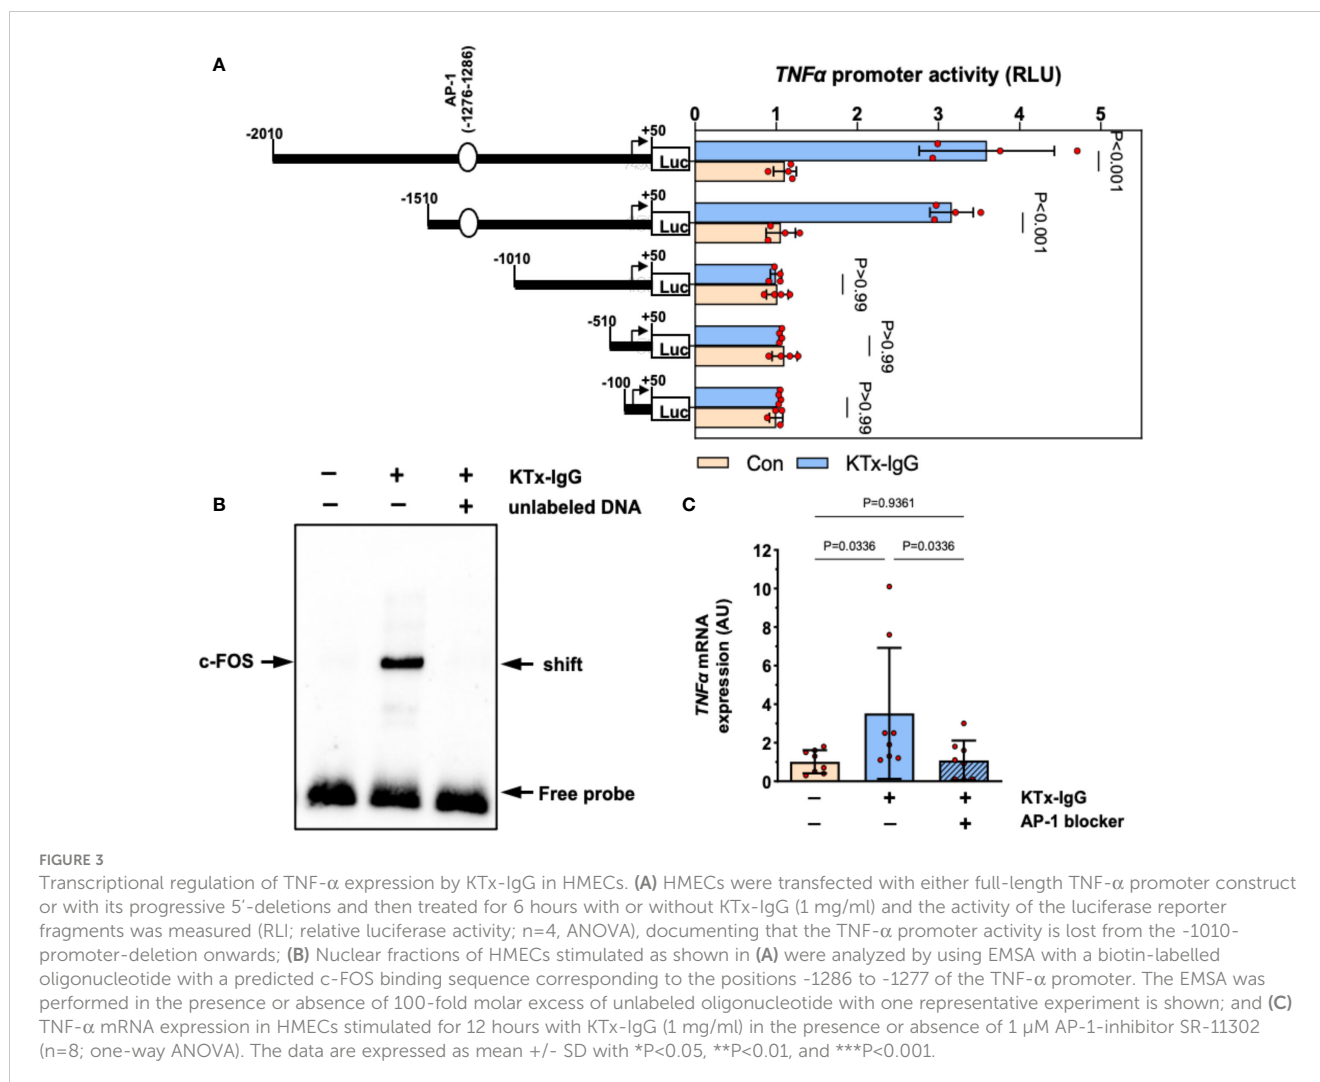 A
AP-1
(-1276-1286)
TNFα promoter activity (RLU)
0 1 2 3 4 5
-2010
+50
Luc
P<0.001
-1510
+50
Luc
P<0.001
-1010
+50
Luc
P>0.99
-510
+50
Luc
P>0.99
-100
+50
Luc
P>0.99
Con KTx-IgG
B
– + + KTx-IgG
– – + unlabeled DNA
c-FOS
shift
Free probe
C
P=0.9361
P=0.0336 P=0.0336
TNFα mRNA
expression (AU)
12
10
8
6
4
2
0
– + + KTx-IgG
– – + AP-1 blocker
FIGURE 3
Transcriptional regulation of TNF-α expression by KTx-IgG in HMECs. (A) HMECs were transfected with either full-length TNF-α promoter construct
or with its progressive 5’-deletions and then treated for 6 hours with or without KTx-IgG (1 mg/ml) and the activity of the luciferase reporter
fragments was measured (RLI; relative luciferase activity; n=4, ANOVA), documenting that the TNF-α promoter activity is lost from the -1010-
promoter-deletion onwards; (B) Nuclear fractions of HMECs stimulated as shown in (A) were analyzed by using EMSA with a biotin-labelled
oligonucleotide with a predicted c-FOS binding sequence corresponding to the positions -1286 to -1277 of the TNF-α promoter. The EMSA was
performed in the presence or absence of 100-fold molar excess of unlabeled oligonucleotide with one representative experiment is shown; and (C)
TNF-α mRNA expression in HMECs stimulated for 12 hours with KTx-IgG (1 mg/ml) in the presence or absence of 1 µM AP-1-inhibitor SR-11302
(n=8; one-way ANOVA). The data are expressed as mean +/- SD with *P<0.05, **P<0.01, and ***P<0.001.